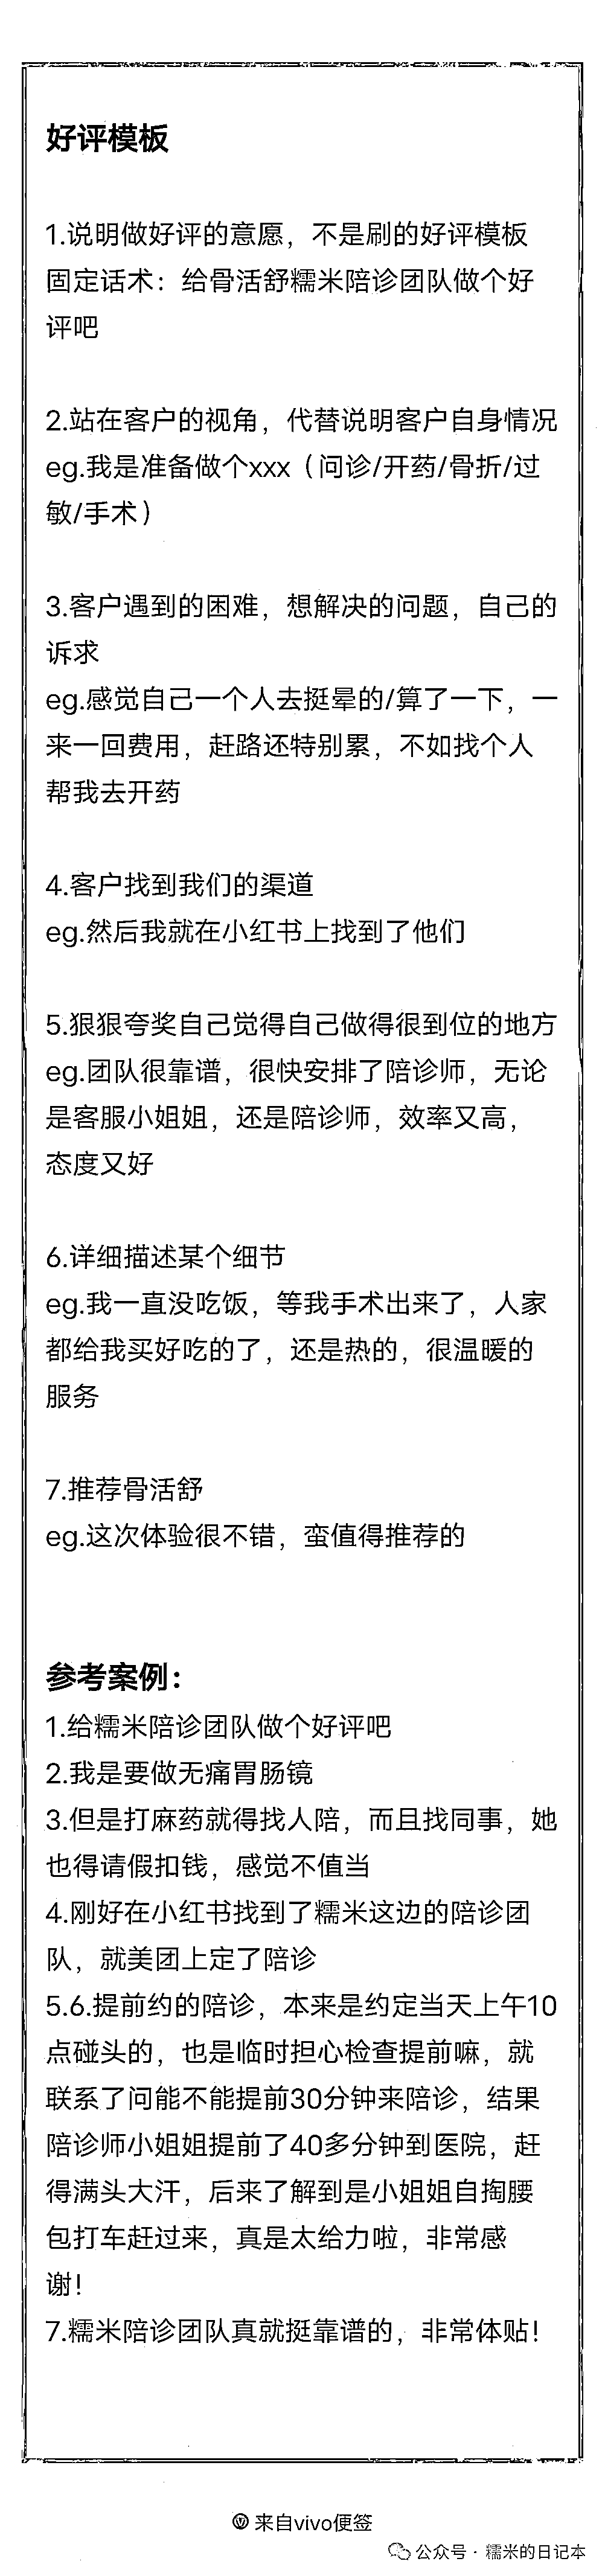 好评模板
1.说明做好评的意愿，不是刷的好评模板
固定话术：给骨活舒糯米陪诊团队做个好
评吧
2.站在客户的视角，代替说明客户自身情况
eg.我是准备做个xxx（问诊/开药/骨折/过
敏/手术）
3.客户遇到的困难，想解决的问题，自己的
诉求
eg.感觉自己一个人去挺晕的/算了一下，一
来一回费用，赶路还特别累，不如找个人
帮我去开药
4.客户找到我们的渠道
eg.然后我就在小红书上找到了他们
5.狠狠夸奖自己觉得自己做得很到位的地方
eg.团队很靠谱，很快安排了陪诊师，无论
是客服小姐姐，还是陪诊师，效率又高，
态度又好
6.详细描述某个细节
eg.我一直没吃饭，等我手术出来了，人家
都给我买好吃的了，还是热的，很温暖的
服务
7.推荐骨活舒
eg.这次体验很不错，蛮值得推荐的
参考案例：
1.给糯米陪诊团队做个好评吧
2.我是要做无痛胃肠镜
3.但是打麻药就得找人陪，而且找同事，她
也得请假扣钱，感觉不值当
4.刚好在小红书找到了糯米这边的陪诊团
队，就美团上定了陪诊
5.6.提前约的陪诊，本来是约定当天上午10
点碰头的，也是临时担心检查提前嘛，就
联系了问能不能提前30分钟来陪诊，结果
陪诊师小姐姐提前了40多分钟到医院，赶
得满头大汗，后来了解到是小姐姐自掏腰
包打车赶过来，真是太给力啦，非常感
谢！
7.糯米陪诊团队真就挺靠谱的，非常体贴！
来自vivo便签
公众号·糯米的日记本